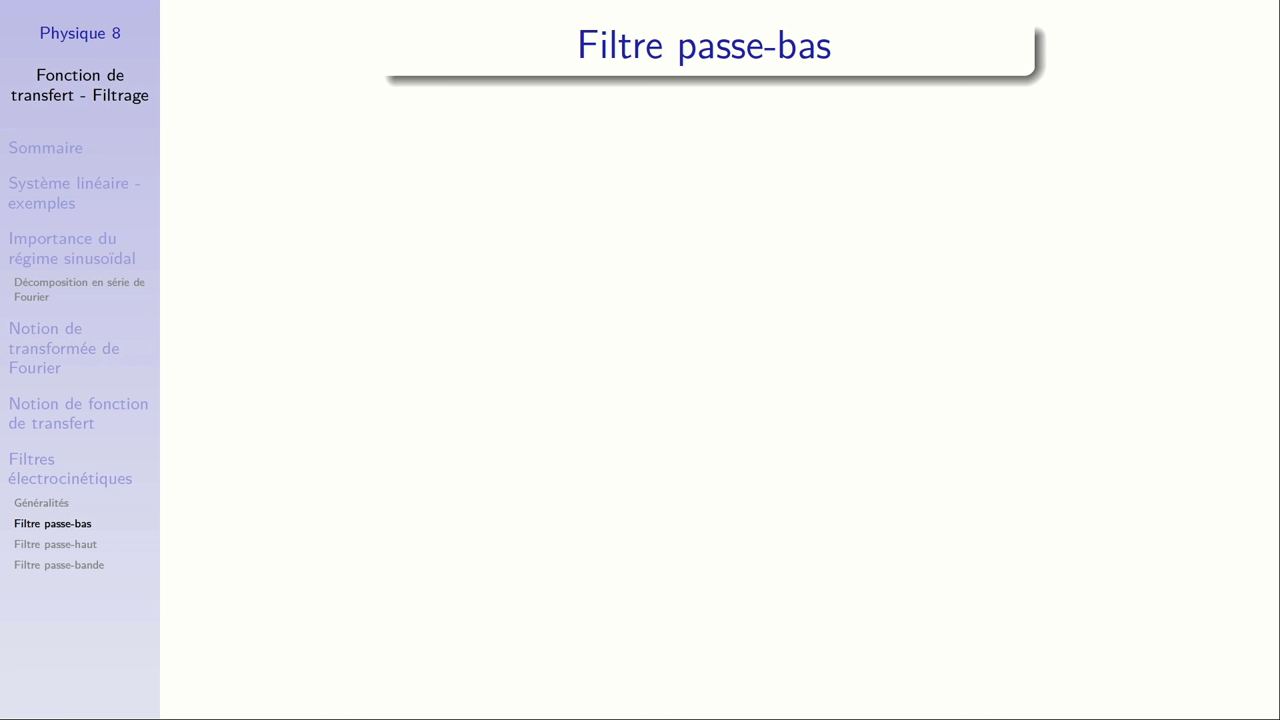 Physique 8
Fonction de
transfert - Filtrage
Sommaire
Système linéaire -
exemples
Importance du
régime sinusoïdal
Décomposition en série de
Fourier
Notion de
transformée de
Fourier
Notion de fonction
de transfert
Filtres
électrocinétiques
Généralités
Filtre passe-bas
Filtre passe-haut
Filtre passe-bande
Filtre passe-bas